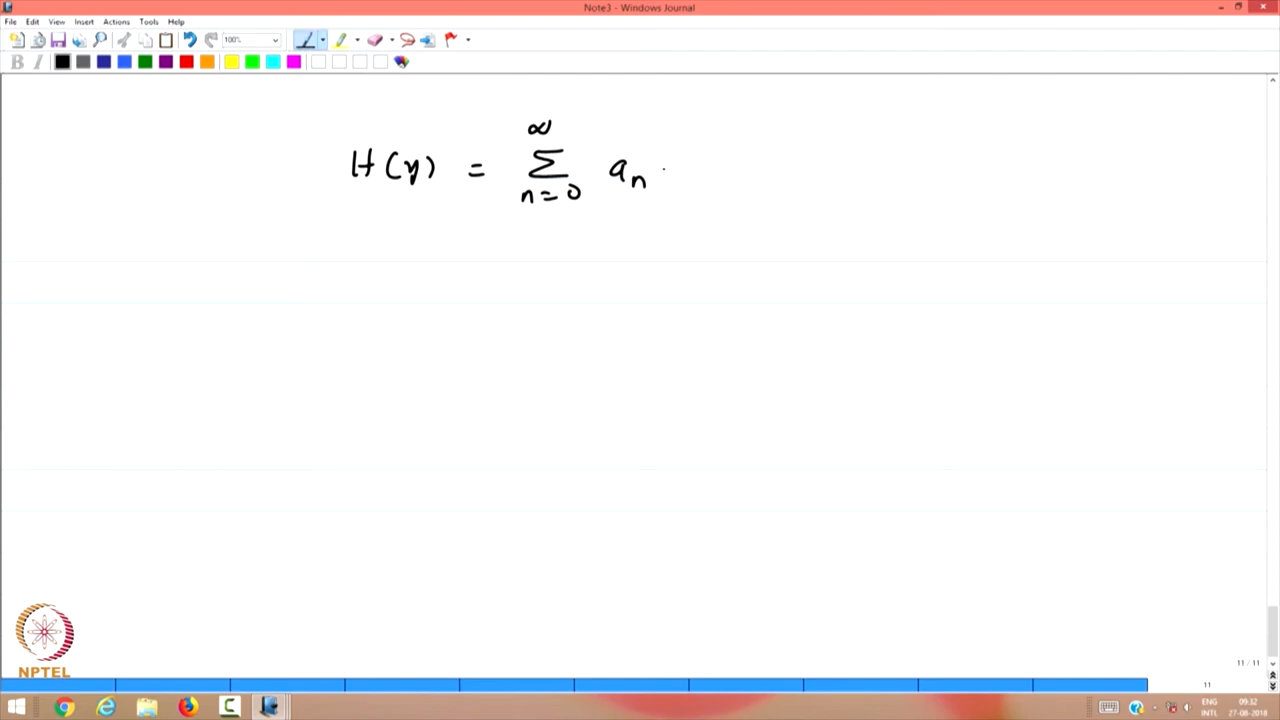 Note3 - Windows Journal
File Edit View Insert Actions Tools Help
100%
B I
H(y) = ∞ Σ n=0 a_n
NPTEL
11 / 11
11
ENG 09:32
INTL 27-08-2018